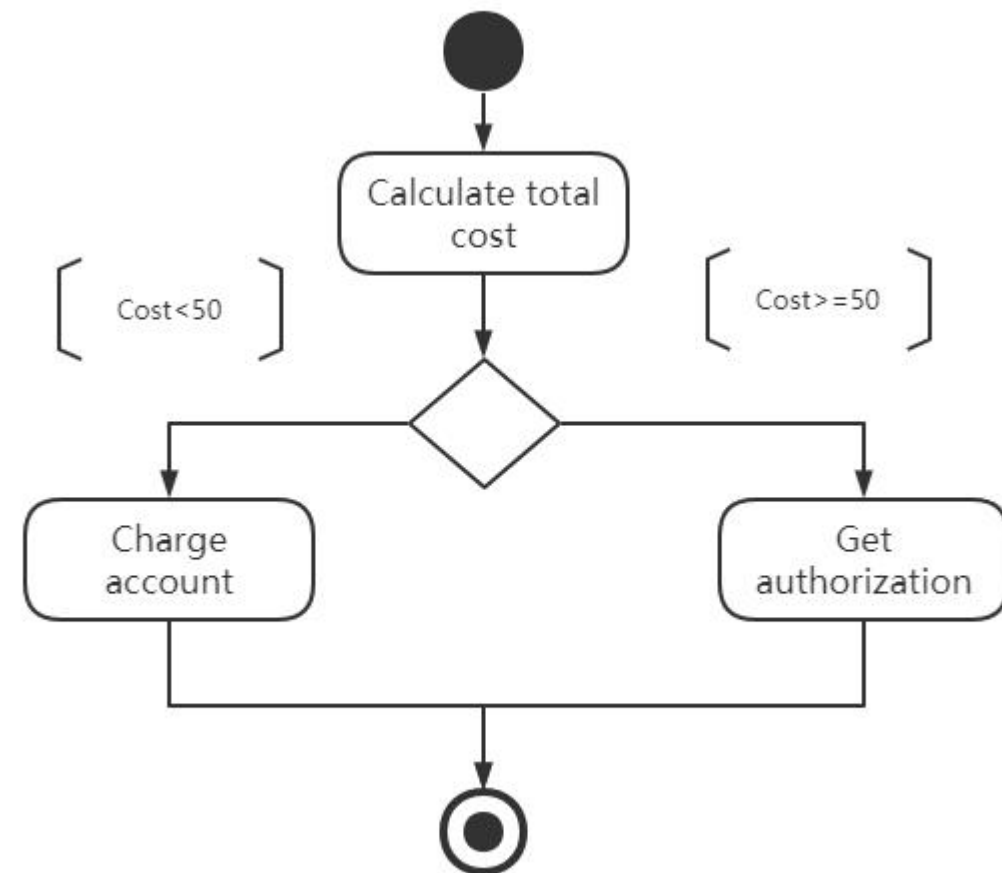 Calculate total
cost
Cost<50
Cost>=50
Charge
account
Get
authorization